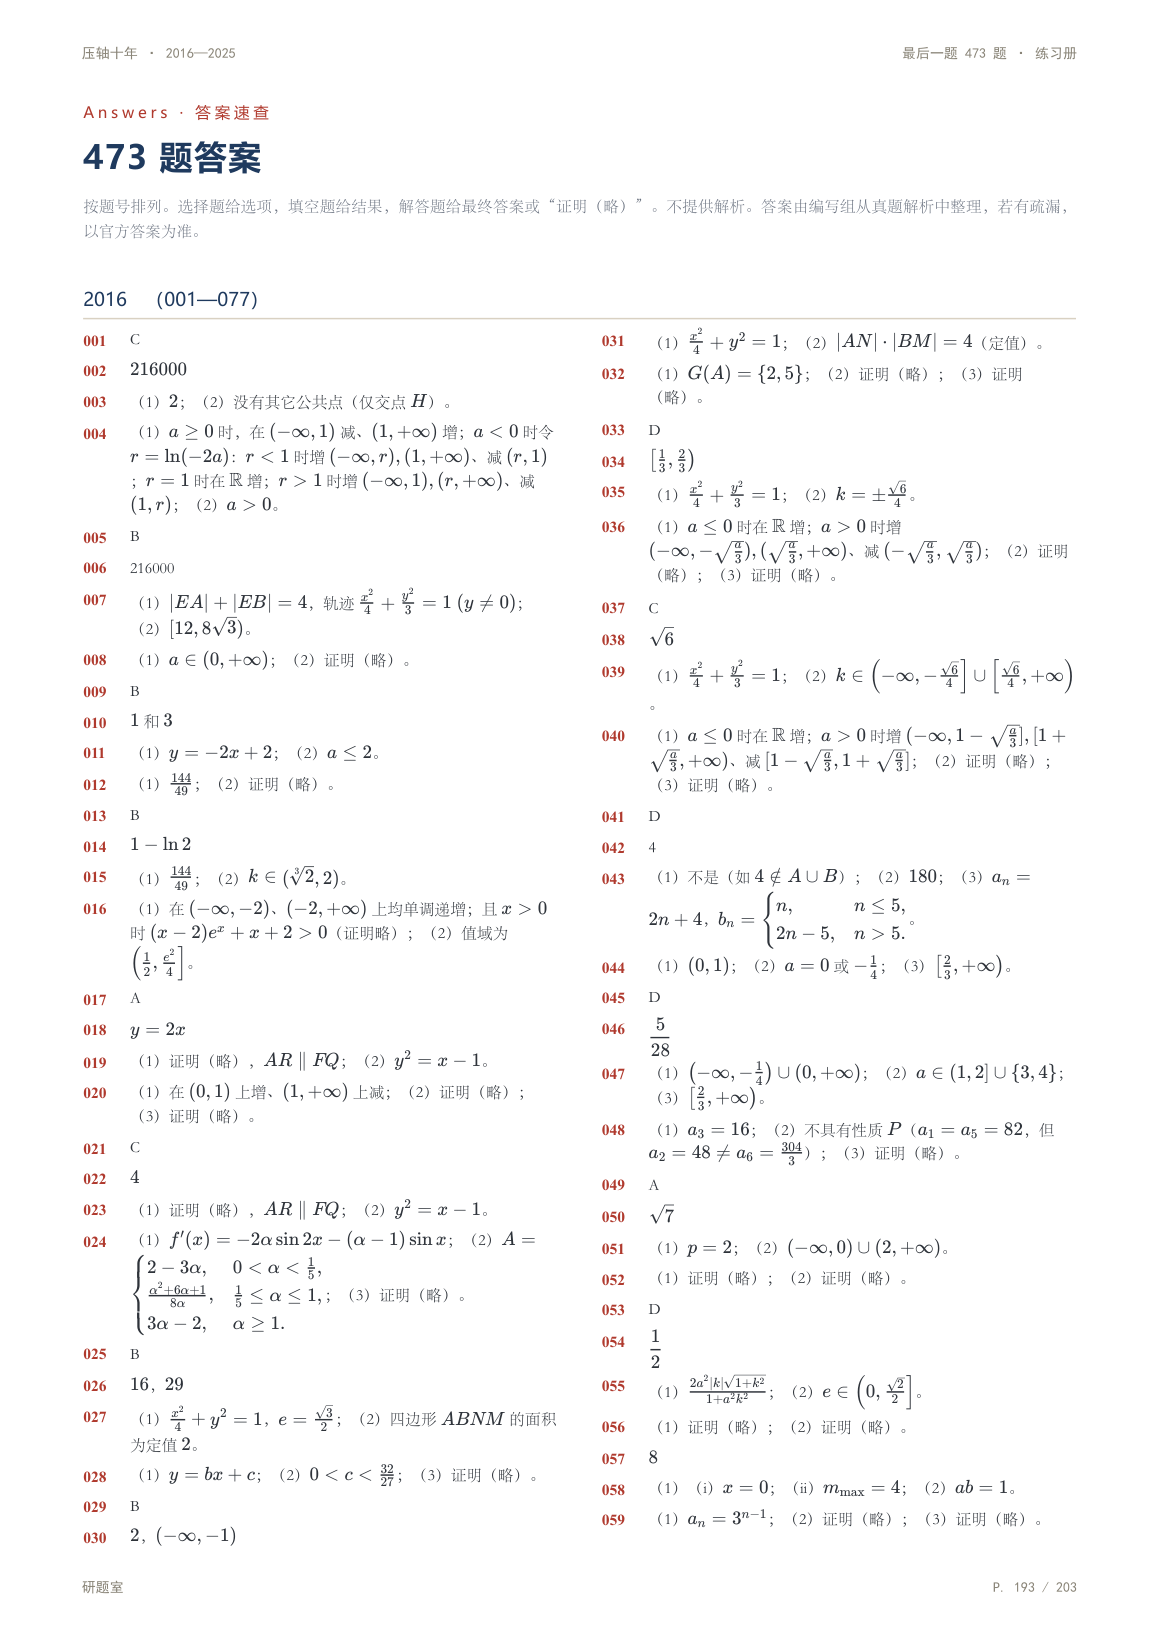 压轴十年 · 2016—2025
最后一题 473 题 · 练习册
Answers · 答案速查
473 题答案
按题号排列。选择题给选项，填空题给结果，解答题给最终答案或“证明（略）”。不提供解析。答案由编写组从真题解析中整理，若有疏漏，
以官方答案为准。
2016 （001—077）
001 C
002 216000
003 （1）2；（2）没有其它公共点（仅交点 H）。
004 （1）a ≥ 0 时，在 (−∞, 1) 减、(1, +∞) 增；a < 0 时令
r = ln(−2a)：r < 1 时增 (−∞, r), (1, +∞)、减 (r, 1)
；r = 1 时在 ℝ 增；r > 1 时增 (−∞, 1), (r, +∞)、减
(1, r)；（2）a > 0。
005 B
006 216000
007 （1）|EA| + |EB| = 4，轨迹 x²/4 + y²/3 = 1 (y ≠ 0)；
（2）[12, 8√3)。
008 （1）a ∈ (0, +∞)；（2）证明（略）。
009 B
010 1 和 3
011 （1）y = −2x + 2；（2）a ≤ 2。
012 （1）144/49；（2）证明（略）。
013 B
014 1 − ln 2
015 （1）144/49；（2）k ∈ (∛2, 2)。
016 （1）在 (−∞, −2)、(−2, +∞) 上均单调递增；且 x > 0
时 (x − 2)eˣ + x + 2 > 0（证明略）；（2）值域为
(1/2, e²/4]。
017 A
018 y = 2x
019 （1）证明（略），AR ∥ FQ；（2）y² = x − 1。
020 （1）在 (0, 1) 上增、(1, +∞) 上减；（2）证明（略）；
（3）证明（略）。
021 C
022 4
023 （1）证明（略），AR ∥ FQ；（2）y² = x − 1。
024 （1）f′(x) = −2α sin 2x − (α − 1) sin x；（2）A =
{ 2 − 3α, 0 < α < 1/5,
(α²+6α+1)/(8α), 1/5 ≤ α ≤ 1,；（3）证明（略）。
3α − 2, α ≥ 1.
025 B
026 16，29
027 （1）x²/4 + y² = 1，e = √3/2；（2）四边形 ABNM 的面积
为定值 2。
028 （1）y = bx + c；（2）0 < c < 32/27；（3）证明（略）。
029 B
030 2，(−∞, −1)
031 （1）x²/4 + y² = 1；（2）|AN| · |BM| = 4（定值）。
032 （1）G(A) = {2, 5}；（2）证明（略）；（3）证明
（略）。
033 D
034 [1/3, 2/3)
035 （1）x²/4 + y²/3 = 1；（2）k = ±√6/4。
036 （1）a ≤ 0 时在 ℝ 增；a > 0 时增
(−∞, −√(a/3)), (√(a/3), +∞)、减 (−√(a/3), √(a/3))；（2）证明
（略）；（3）证明（略）。
037 C
038 √6
039 （1）x²/4 + y²/3 = 1；（2）k ∈ (−∞, −√6/4] ∪ [√6/4, +∞)
。
040 （1）a ≤ 0 时在 ℝ 增；a > 0 时增 (−∞, 1 − √(a/3)], [1 +
√(a/3), +∞)、减 [1 − √(a/3), 1 + √(a/3)]；（2）证明（略）；
（3）证明（略）。
041 D
042 4
043 （1）不是（如 4 ∉ A ∪ B）；（2）180；（3）aₙ =
2n + 4，bₙ = { n, n ≤ 5,
2n − 5, n > 5. 。
044 （1）(0, 1)；（2）a = 0 或 −1/4；（3）[2/3, +∞)。
045 D
046 5/28
047 （1）(−∞, −1/4) ∪ (0, +∞)；（2）a ∈ (1, 2] ∪ {3, 4}；
（3）[2/3, +∞)。
048 （1）a₃ = 16；（2）不具有性质 P（a₁ = a₅ = 82，但
a₂ = 48 ≠ a₆ = 304/3）；（3）证明（略）。
049 A
050 √7
051 （1）p = 2；（2）(−∞, 0) ∪ (2, +∞)。
052 （1）证明（略）；（2）证明（略）。
053 D
054 1/2
055 （1）2a²|k|√(1+k²)/(1+a²k²)；（2）e ∈ (0, √2/2]。
056 （1）证明（略）；（2）证明（略）。
057 8
058 （1）（i）x = 0；（ii）m_max = 4；（2）ab = 1。
059 （1）aₙ = 3ⁿ⁻¹；（2）证明（略）；（3）证明（略）。
研题室
P. 193 / 203